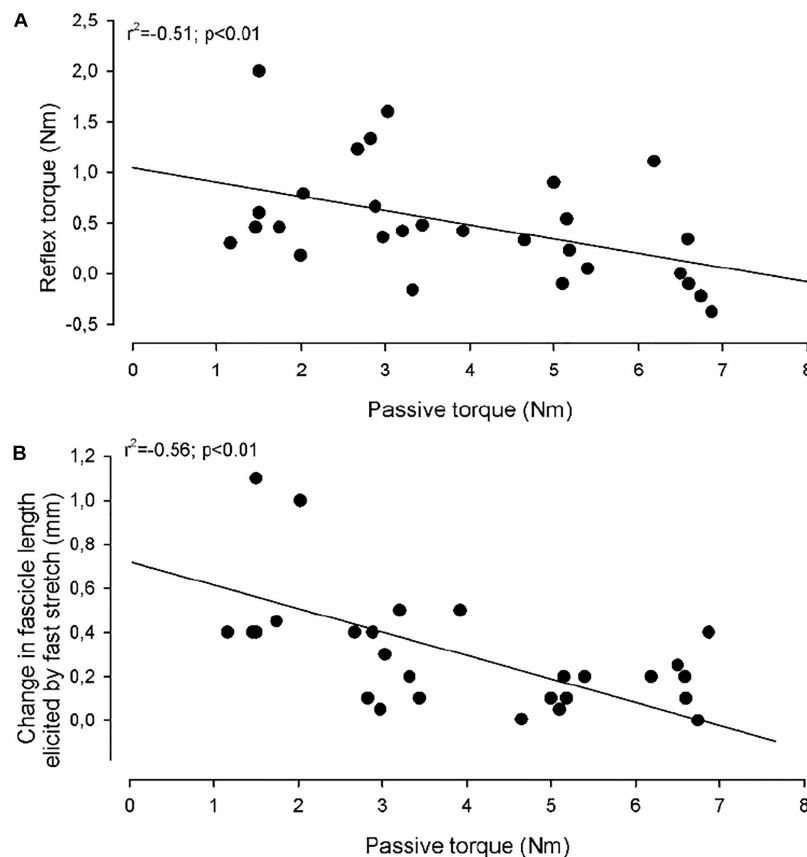 A
r²=-0.51; p<0.01
Reflex torque (Nm)
2,5
2,0
1,5
1,0
0,5
0,0
-0,5
0 1 2 3 4 5 6 7 8
Passive torque (Nm)
B
r²=-0.56; p<0.01
Change in fascicle length
elicited by fast stretch (mm)
1,2
1,0
0,8
0,6
0,4
0,2
0,0
0 1 2 3 4 5 6 7 8
Passive torque (Nm)